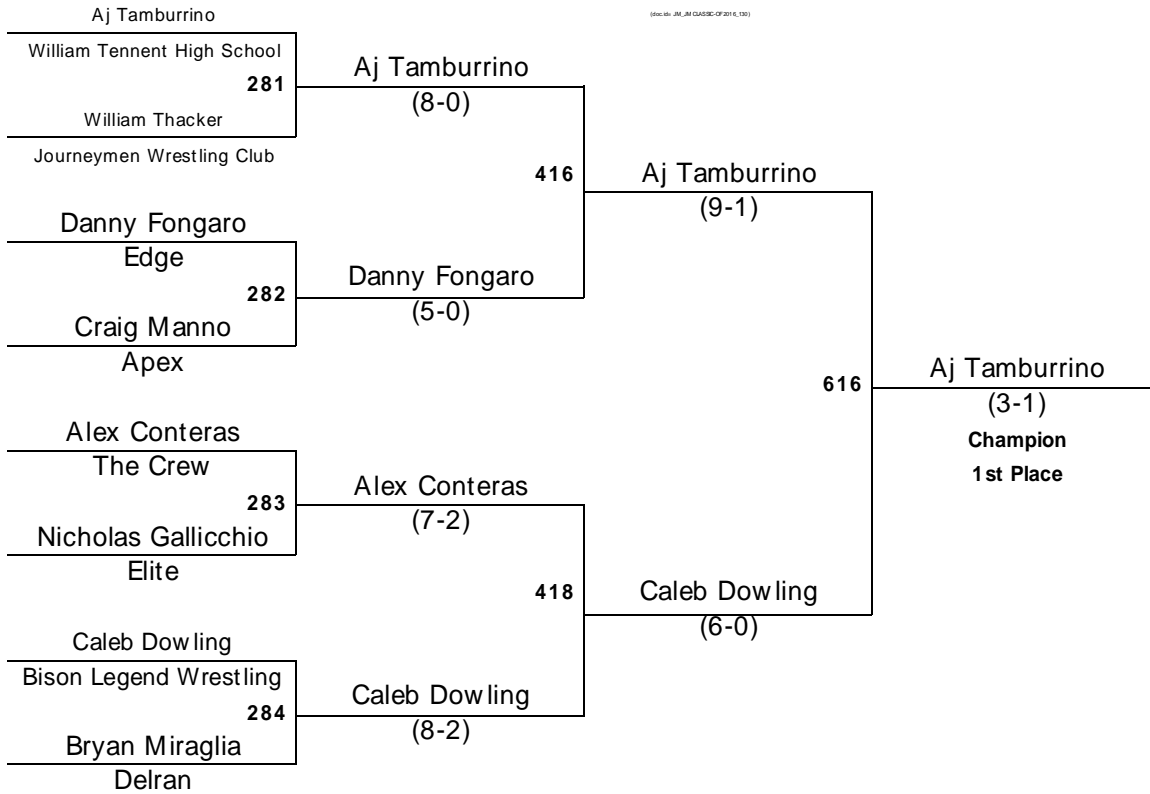 Aj Tamburrino
William Tennent High School
281
William Thacker
Journeymen Wrestling Club
Danny Fongaro
Edge
282
Craig Manno
Apex
Alex Conteras
The Crew
283
Nicholas Gallicchio
Elite
Caleb Dowling
Bison Legend Wrestling
284
Bryan Miraglia
Delran
Aj Tamburrino
(8-0)
416
Danny Fongaro
(5-0)
Alex Conteras
(7-2)
418
Caleb Dowling
(8-2)
Aj Tamburrino
(9-1)
616
Caleb Dowling
(6-0)
Aj Tamburrino
(3-1)
Champion
1st Place